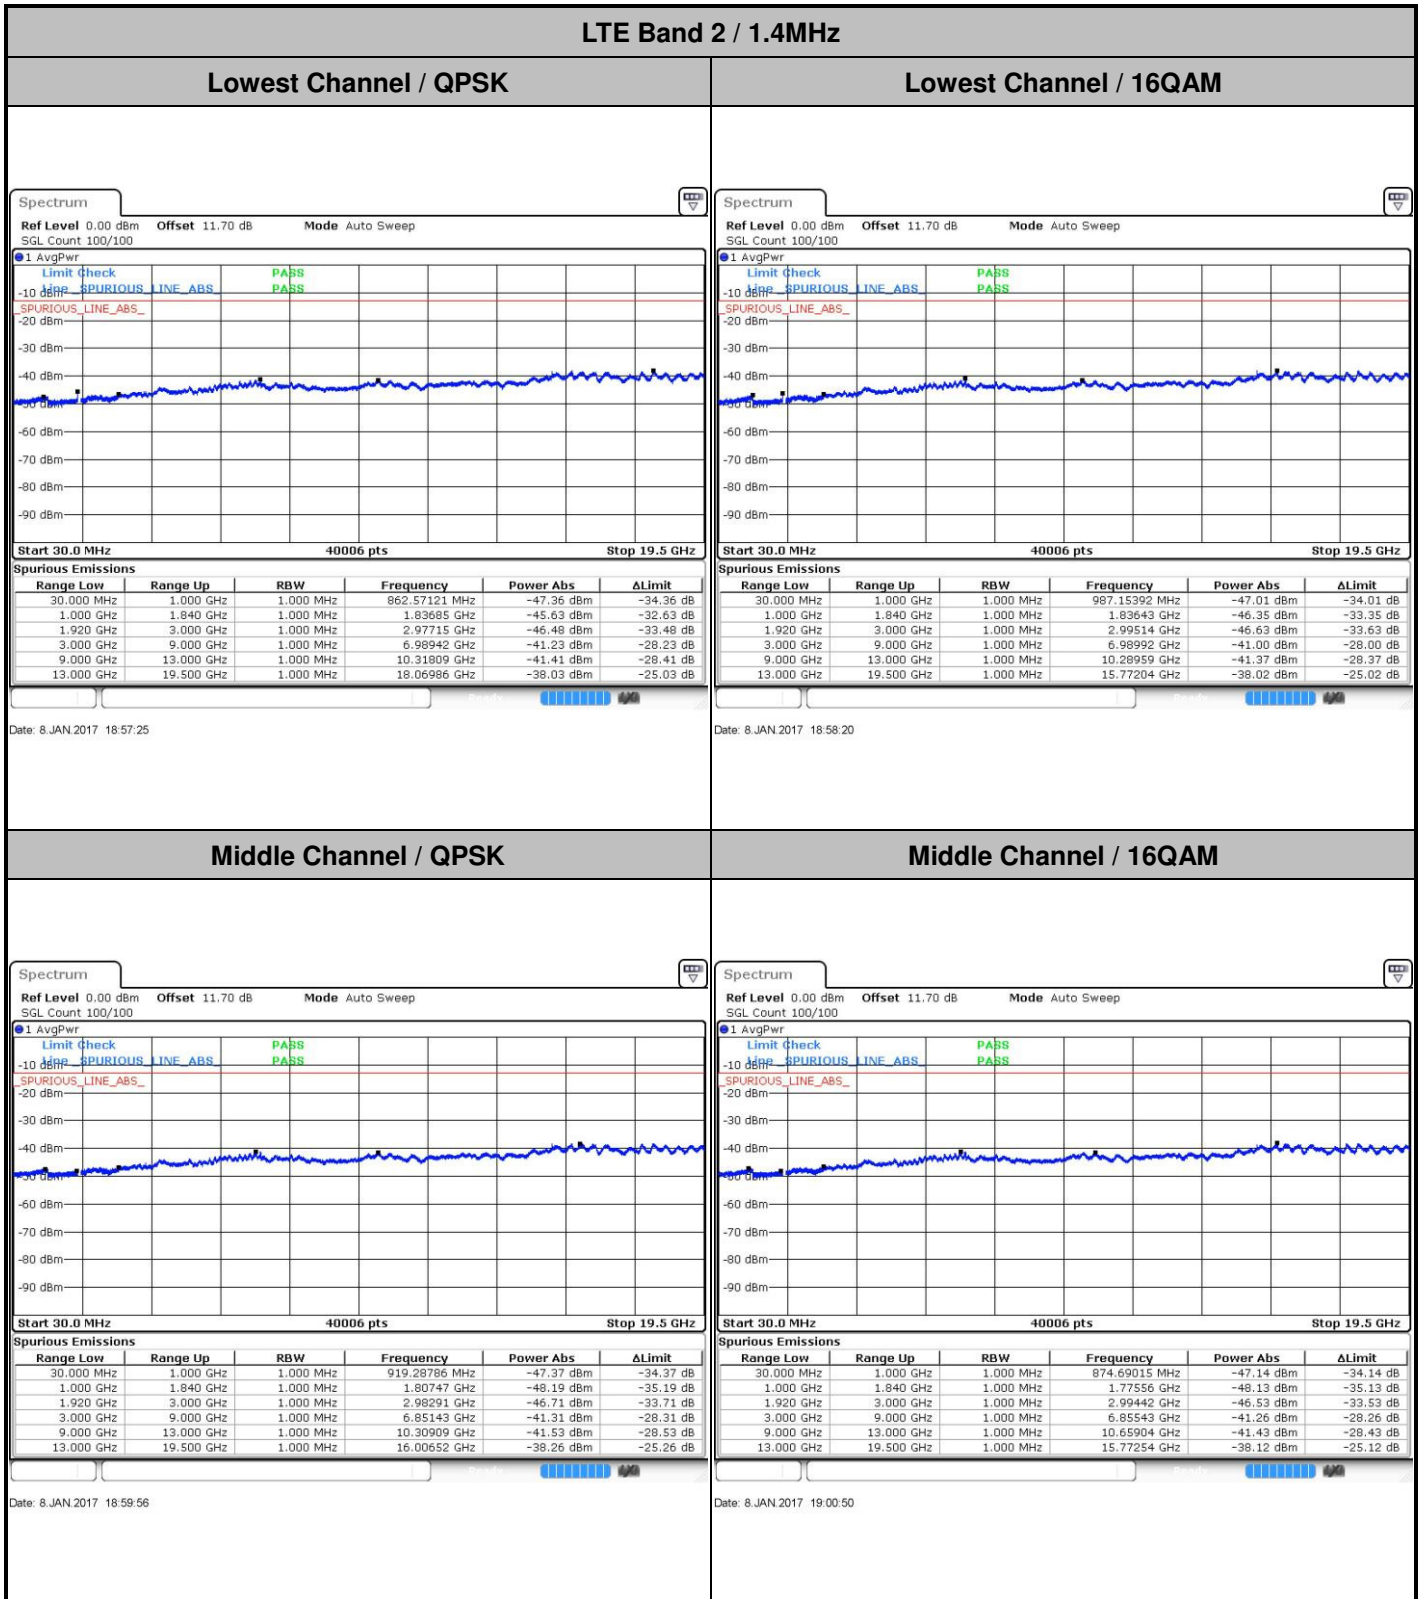 LTE Band 2 / 1.4MHz
Lowest Channel / QPSK
Lowest Channel / 16QAM
Spectrum
Ref Level 0.00 dBm Offset 11.70 dB Mode Auto Sweep
SGL Count 100/100
1 AvgPwr
Limit Check PASS
Line _SPURIOUS_LINE_ABS_ PASS
-10 dBm
_SPURIOUS_LINE_ABS_
-20 dBm
-30 dBm
-40 dBm
-50 dBm
-60 dBm
-70 dBm
-80 dBm
-90 dBm
Start 30.0 MHz 40006 pts Stop 19.5 GHz
Spurious Emissions
Range Low Range Up RBW Frequency Power Abs ΔLimit
30.000 MHz 1.000 GHz 1.000 MHz 862.57121 MHz -47.36 dBm -34.36 dB
1.000 GHz 1.840 GHz 1.000 MHz 1.83685 GHz -45.63 dBm -32.63 dB
1.920 GHz 3.000 GHz 1.000 MHz 2.97715 GHz -46.48 dBm -33.48 dB
3.000 GHz 9.000 GHz 1.000 MHz 6.98942 GHz -41.23 dBm -28.23 dB
9.000 GHz 13.000 GHz 1.000 MHz 10.31809 GHz -41.41 dBm -28.41 dB
13.000 GHz 19.500 GHz 1.000 MHz 18.06986 GHz -38.03 dBm -25.03 dB
Date: 8.JAN.2017 18:57:25
Spectrum
Ref Level 0.00 dBm Offset 11.70 dB Mode Auto Sweep
SGL Count 100/100
1 AvgPwr
Limit Check PASS
Line _SPURIOUS_LINE_ABS_ PASS
-10 dBm
_SPURIOUS_LINE_ABS_
-20 dBm
-30 dBm
-40 dBm
-50 dBm
-60 dBm
-70 dBm
-80 dBm
-90 dBm
Start 30.0 MHz 40006 pts Stop 19.5 GHz
Spurious Emissions
Range Low Range Up RBW Frequency Power Abs ΔLimit
30.000 MHz 1.000 GHz 1.000 MHz 987.15392 MHz -47.01 dBm -34.01 dB
1.000 GHz 1.840 GHz 1.000 MHz 1.83643 GHz -46.35 dBm -33.35 dB
1.920 GHz 3.000 GHz 1.000 MHz 2.99514 GHz -46.63 dBm -33.63 dB
3.000 GHz 9.000 GHz 1.000 MHz 6.98992 GHz -41.00 dBm -28.00 dB
9.000 GHz 13.000 GHz 1.000 MHz 10.28959 GHz -41.37 dBm -28.37 dB
13.000 GHz 19.500 GHz 1.000 MHz 15.77204 GHz -38.02 dBm -25.02 dB
Date: 8.JAN.2017 18:58:20
Middle Channel / QPSK
Middle Channel / 16QAM
Spectrum
Ref Level 0.00 dBm Offset 11.70 dB Mode Auto Sweep
SGL Count 100/100
1 AvgPwr
Limit Check PASS
Line _SPURIOUS_LINE_ABS_ PASS
-10 dBm
_SPURIOUS_LINE_ABS_
-20 dBm
-30 dBm
-40 dBm
-50 dBm
-60 dBm
-70 dBm
-80 dBm
-90 dBm
Start 30.0 MHz 40006 pts Stop 19.5 GHz
Spurious Emissions
Range Low Range Up RBW Frequency Power Abs ΔLimit
30.000 MHz 1.000 GHz 1.000 MHz 919.28786 MHz -47.37 dBm -34.37 dB
1.000 GHz 1.840 GHz 1.000 MHz 1.80747 GHz -48.19 dBm -35.19 dB
1.920 GHz 3.000 GHz 1.000 MHz 2.98291 GHz -46.71 dBm -33.71 dB
3.000 GHz 9.000 GHz 1.000 MHz 6.85143 GHz -41.31 dBm -28.31 dB
9.000 GHz 13.000 GHz 1.000 MHz 10.30909 GHz -41.53 dBm -28.53 dB
13.000 GHz 19.500 GHz 1.000 MHz 16.00652 GHz -38.26 dBm -25.26 dB
Date: 8.JAN.2017 18:59:56
Spectrum
Ref Level 0.00 dBm Offset 11.70 dB Mode Auto Sweep
SGL Count 100/100
1 AvgPwr
Limit Check PASS
Line _SPURIOUS_LINE_ABS_ PASS
-10 dBm
_SPURIOUS_LINE_ABS_
-20 dBm
-30 dBm
-40 dBm
-50 dBm
-60 dBm
-70 dBm
-80 dBm
-90 dBm
Start 30.0 MHz 40006 pts Stop 19.5 GHz
Spurious Emissions
Range Low Range Up RBW Frequency Power Abs ΔLimit
30.000 MHz 1.000 GHz 1.000 MHz 874.69015 MHz -47.14 dBm -34.14 dB
1.000 GHz 1.840 GHz 1.000 MHz 1.77556 GHz -48.13 dBm -35.13 dB
1.920 GHz 3.000 GHz 1.000 MHz 2.99442 GHz -46.53 dBm -33.53 dB
3.000 GHz 9.000 GHz 1.000 MHz 6.85543 GHz -41.26 dBm -28.26 dB
9.000 GHz 13.000 GHz 1.000 MHz 10.65904 GHz -41.43 dBm -28.43 dB
13.000 GHz 19.500 GHz 1.000 MHz 15.77254 GHz -38.12 dBm -25.12 dB
Date: 8.JAN.2017 19:00:50